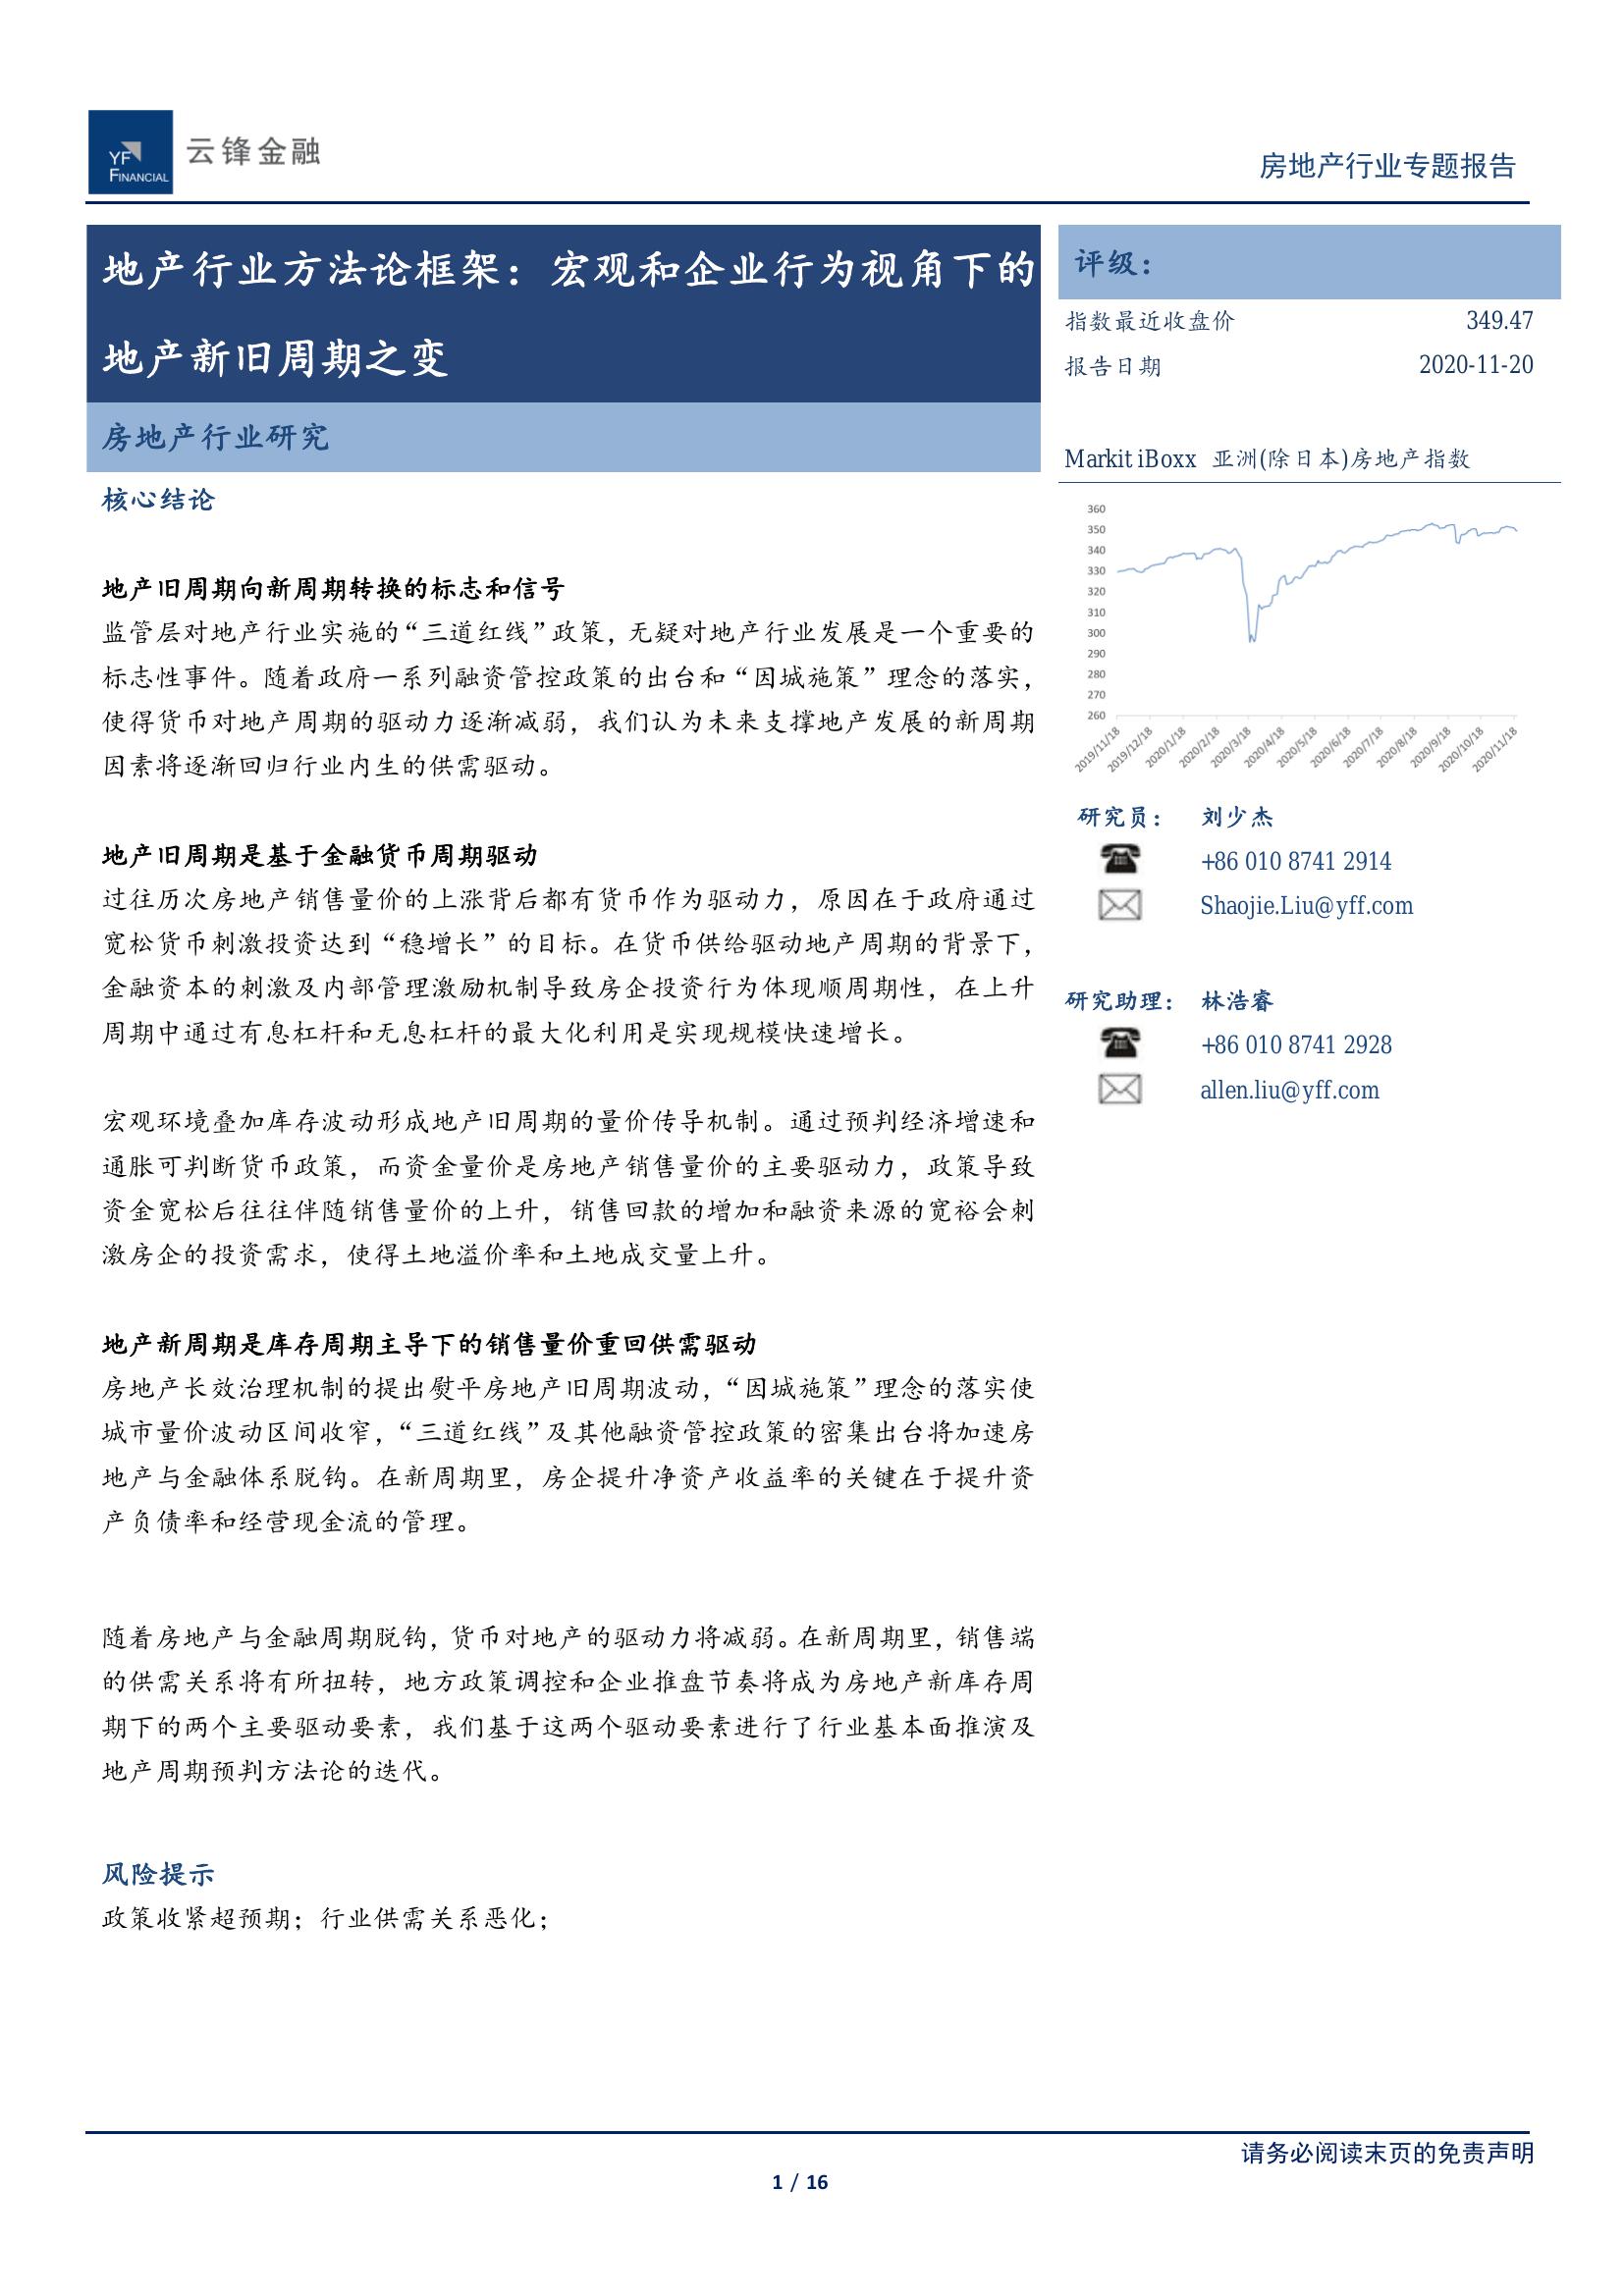 YF
FINANCIAL
云锋金融
房地产行业专题报告
地产行业方法论框架：宏观和企业行为视角下的
地产新旧周期之变
房地产行业研究
核心结论
地产旧周期向新周期转换的标志和信号
监管层对地产行业实施的“三道红线”政策，无疑对地产行业发展是一个重要的
标志性事件。随着政府一系列融资管控政策的出台和“因城施策”理念的落实，
使得货币对地产周期的驱动力逐渐减弱，我们认为未来支撑地产发展的新周期
因素将逐渐回归行业内生的供需驱动。
地产旧周期是基于金融货币周期驱动
过往历次房地产销售量价的上涨背后都有货币作为驱动力，原因在于政府通过
宽松货币刺激投资达到“稳增长”的目标。在货币供给驱动地产周期的背景下，
金融资本的刺激及内部管理激励机制导致房企投资行为体现顺周期性，在上升
周期中通过有息杠杆和无息杠杆的最大化利用是实现规模快速增长。
宏观环境叠加库存波动形成地产旧周期的量价传导机制。通过预判经济增速和
通胀可判断货币政策，而资金量价是房地产销售量价的主要驱动力，政策导致
资金宽松后往往伴随销售量价的上升，销售回款的增加和融资来源的宽裕会刺
激房企的投资需求，使得土地溢价率和土地成交量上升。
地产新周期是库存周期主导下的销售量价重回供需驱动
房地产长效治理机制的提出熨平房地产旧周期波动，“因城施策”理念的落实使
城市量价波动区间收窄，“三道红线”及其他融资管控政策的密集出台将加速房
地产与金融体系脱钩。在新周期里，房企提升净资产收益率的关键在于提升资
产负债率和经营现金流的管理。
随着房地产与金融周期脱钩，货币对地产的驱动力将减弱。在新周期里，销售端
的供需关系将有所扭转，地方政策调控和企业推盘节奏将成为房地产新库存周
期下的两个主要驱动要素，我们基于这两个驱动要素进行了行业基本面推演及
地产周期预判方法论的迭代。
风险提示
政策收紧超预期；行业供需关系恶化；
评级：
指数最近收盘价 349.47
报告日期 2020-11-20
Markit iBoxx 亚洲(除日本)房地产指数
360
350
340
330
320
310
300
290
280
270
260
2019/11/18 2019/12/18 2020/1/18 2020/2/18 2020/3/18 2020/4/18 2020/5/18 2020/6/18 2020/7/18 2020/8/18 2020/9/18 2020/10/18 2020/11/18
研究员： 刘少杰
+86 010 8741 2914
Shaojie.Liu@yff.com
研究助理： 林浩睿
+86 010 8741 2928
allen.liu@yff.com
请务必阅读末页的免责声明
1 / 16